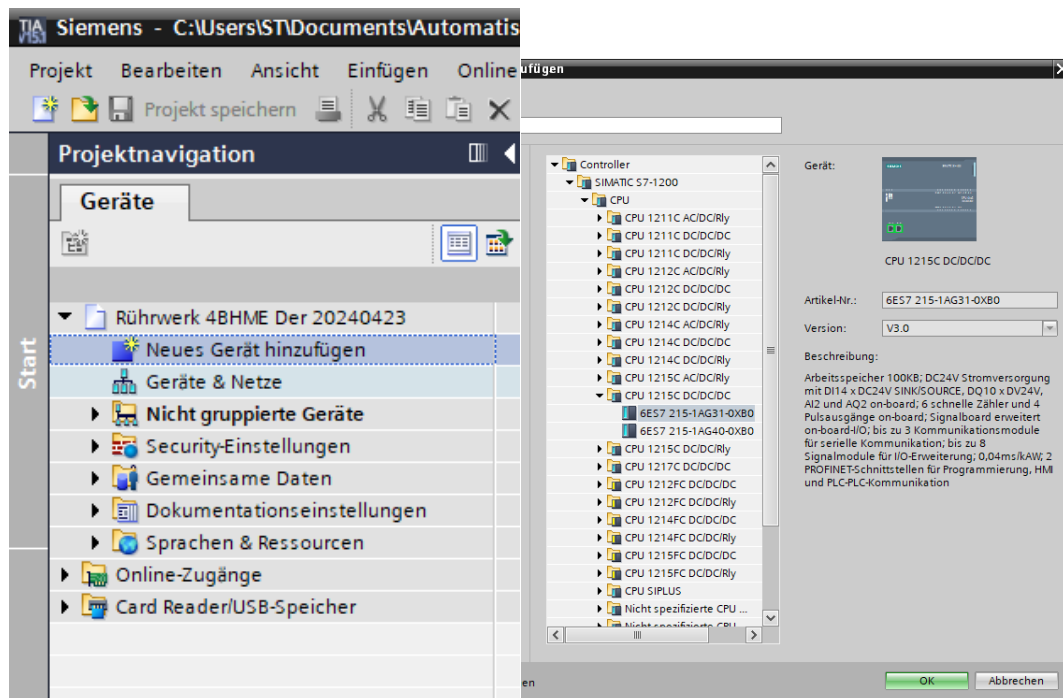 Siemens - C:\Users\ST\Documents\Automatis
Projekt Bearbeiten Ansicht Einfügen Online
Projekt speichern
Projektnavigation
Geräte
Start
Rührwerk 4BHME Der 20240423
Neues Gerät hinzufügen
Geräte & Netze
Nicht gruppierte Geräte
Security-Einstellungen
Gemeinsame Daten
Dokumentationseinstellungen
Sprachen & Ressourcen
Online-Zugänge
Card Reader/USB-Speicher
ufügen
Controller
SIMATIC S7-1200
CPU
CPU 1211C AC/DC/Rly
CPU 1211C DC/DC/DC
CPU 1211C DC/DC/Rly
CPU 1212C AC/DC/Rly
CPU 1212C DC/DC/DC
CPU 1212C DC/DC/Rly
CPU 1214C AC/DC/Rly
CPU 1214C DC/DC/DC
CPU 1214C DC/DC/Rly
CPU 1215C AC/DC/Rly
CPU 1215C DC/DC/DC
6ES7 215-1AG31-0XB0
6ES7 215-1AG40-0XB0
CPU 1215C DC/DC/Rly
CPU 1217C DC/DC/DC
CPU 1212FC DC/DC/DC
CPU 1212FC DC/DC/Rly
CPU 1214FC DC/DC/DC
CPU 1214FC DC/DC/Rly
CPU 1215FC DC/DC/DC
CPU 1215FC DC/DC/Rly
CPU SIPLUS
Nicht spezifizierte CPU ...
Nicht spezifizierte CPU
Gerät:
CPU 1215C DC/DC/DC
Artikel-Nr.: 6ES7 215-1AG31-0XB0
Version: V3.0
Beschreibung:
Arbeitsspeicher 100KB; DC24V Stromversorgung
mit DI14 x DC24V SINK/SOURCE, DQ10 x DV24V,
AI2 und AQ2 on-board; 6 schnelle Zähler und 4
Pulsausgänge on-board; Signalboard erweitert
on-board-I/O; bis zu 3 Kommunikationsmodule
für serielle Kommunikation; bis zu 8
Signalmodule für I/O-Erweiterung; 0,04ms/kAW; 2
PROFINET-Schnittstellen für Programmierung, HMI
und PLC-PLC-Kommunikation
en
OK Abbrechen